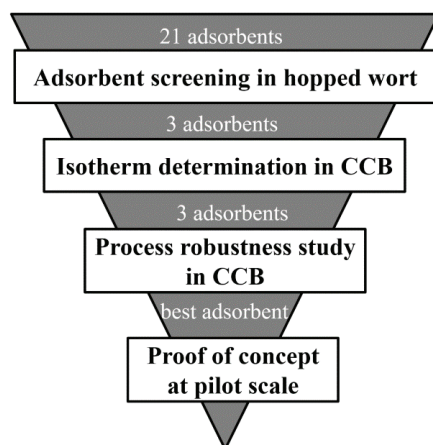 21 adsorbents
Adsorbent screening in hopped wort
3 adsorbents
Isotherm determination in CCB
3 adsorbents
Process robustness study
in CCB
best adsorbent
Proof of concept
at pilot scale